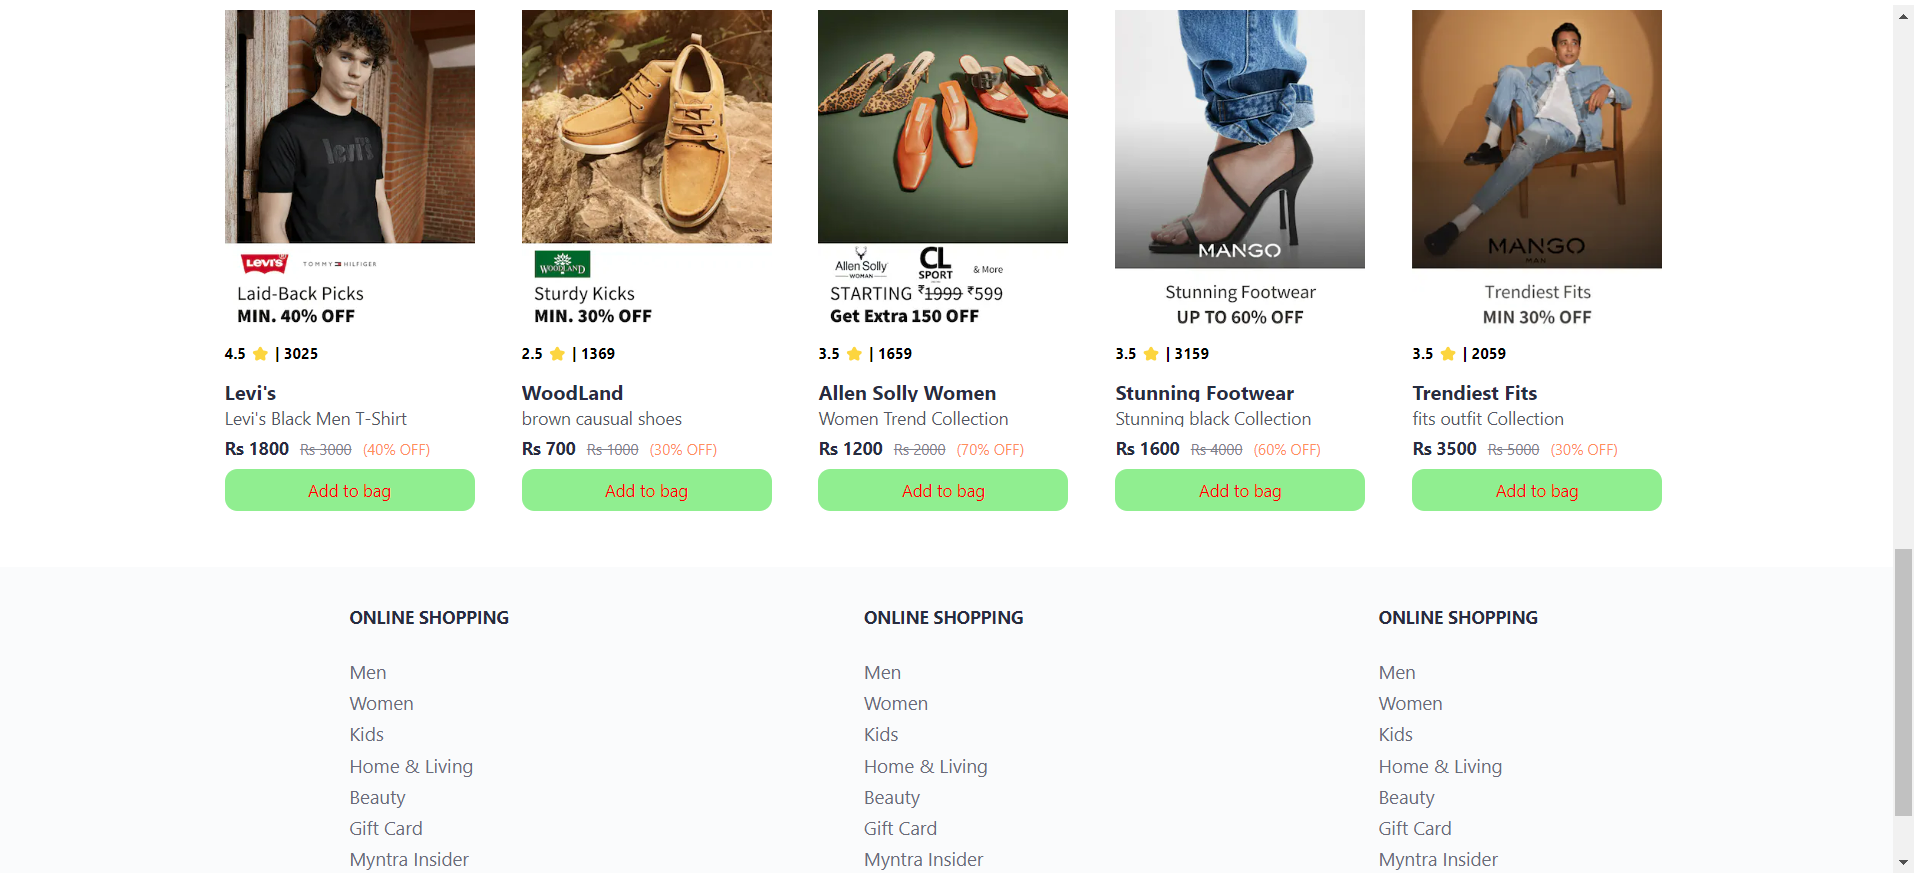 levi's
LEVI'S TOMMY HILFIGER
Laid-Back Picks
MIN. 40% OFF
4.5 | 3025
Levi's
Levi's Black Men T-Shirt
Rs 1800 Rs 3000 (40% OFF)
Add to bag
WOODLAND
Sturdy Kicks
MIN. 30% OFF
2.5 | 1369
WoodLand
brown causual shoes
Rs 700 Rs 1000 (30% OFF)
Add to bag
Allen Solly WOMAN CL SPORT & More
STARTING ₹1999 ₹599
Get Extra 150 OFF
3.5 | 1659
Allen Solly Women
Women Trend Collection
Rs 1200 Rs 2000 (70% OFF)
Add to bag
MANGO
Stunning Footwear
UP TO 60% OFF
3.5 | 3159
Stunning Footwear
Stunning black Collection
Rs 1600 Rs 4000 (60% OFF)
Add to bag
MANGO
MAN
Trendiest Fits
MIN 30% OFF
3.5 | 2059
Trendiest Fits
fits outfit Collection
Rs 3500 Rs 5000 (30% OFF)
Add to bag
ONLINE SHOPPING
Men
Women
Kids
Home & Living
Beauty
Gift Card
Myntra Insider
ONLINE SHOPPING
Men
Women
Kids
Home & Living
Beauty
Gift Card
Myntra Insider
ONLINE SHOPPING
Men
Women
Kids
Home & Living
Beauty
Gift Card
Myntra Insider